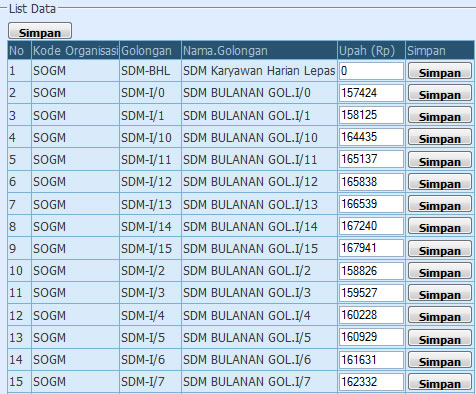 List Data
Simpan
No Kode Organisasi Golongan Nama.Golongan Upah (Rp) Simpan
1 SOGM SDM-BHL SDM Karyawan Harian Lepas 0 Simpan
2 SOGM SDM-I/0 SDM BULANAN GOL.I/0 157424 Simpan
3 SOGM SDM-I/1 SDM BULANAN GOL.I/1 158125 Simpan
4 SOGM SDM-I/10 SDM BULANAN GOL.I/10 164435 Simpan
5 SOGM SDM-I/11 SDM BULANAN GOL.I/11 165137 Simpan
6 SOGM SDM-I/12 SDM BULANAN GOL.I/12 165838 Simpan
7 SOGM SDM-I/13 SDM BULANAN GOL.I/13 166539 Simpan
8 SOGM SDM-I/14 SDM BULANAN GOL.I/14 167240 Simpan
9 SOGM SDM-I/15 SDM BULANAN GOL.I/15 167941 Simpan
10 SOGM SDM-I/2 SDM BULANAN GOL.I/2 158826 Simpan
11 SOGM SDM-I/3 SDM BULANAN GOL.I/3 159527 Simpan
12 SOGM SDM-I/4 SDM BULANAN GOL.I/4 160228 Simpan
13 SOGM SDM-I/5 SDM BULANAN GOL.I/5 160929 Simpan
14 SOGM SDM-I/6 SDM BULANAN GOL.I/6 161631 Simpan
15 SOGM SDM-I/7 SDM BULANAN GOL.I/7 162332 Simpan